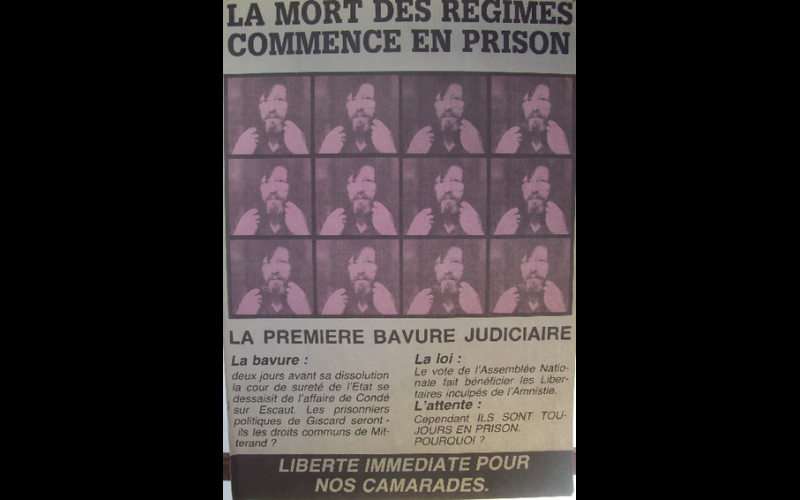 LA MORT DES REGIMES
COMMENCE EN PRISON
LA PREMIERE BAVURE JUDICIAIRE
La bavure :
deux jours avant sa dissolution
la cour de sureté de l'Etat se
dessaisit de l'affaire de Condé
sur Escaut. Les prisonniers
politiques de Giscard seront-
ils les droits communs de Mit-
terand ?
La loi :
Le vote de l'Assemblée Natio-
nale fait bénéficier les Liber-
taires inculpés de l'Amnistie.
L'attente :
Cependant ILS SONT TOU-
JOURS EN PRISON.
POURQUOI ?
LIBERTE IMMEDIATE POUR
NOS CAMARADES.